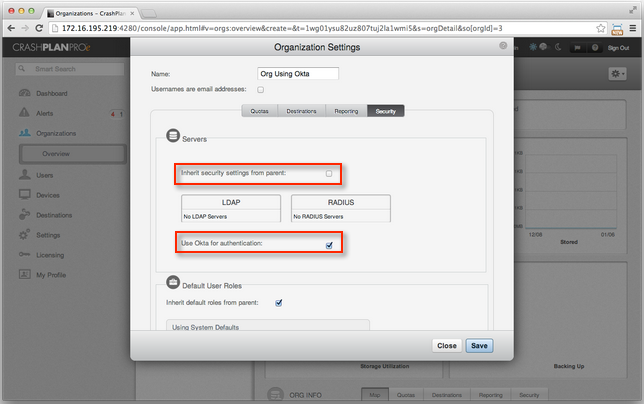 Organizations – CrashPlan
172.16.195.219:4280/console/app.html#v=orgs:overview&create=&t=1wg01ysu82uz807tuj2la1wmi5&s=orgDetail&so[orgId]=3
CRASHPLANPROe
Sign Out
Smart Search
Dashboard
Alerts 4 1
Organizations
Overview
Users
Devices
Destinations
Settings
Licensing
My Profile
Organization Settings
Name: Org Using Okta
Usernames are email addresses:
Quotas Destinations Reporting Security
Servers
Inherit security settings from parent:
LDAP RADIUS
No LDAP Servers No RADIUS Servers
Use Okta for authentication:
Default User Roles
Inherit default roles from parent:
Using System Defaults
Close Save
12/08 01/06
Stored
Storage Utilization Backing Up
ORG INFO Misc Quotas Destinations Reporting Security